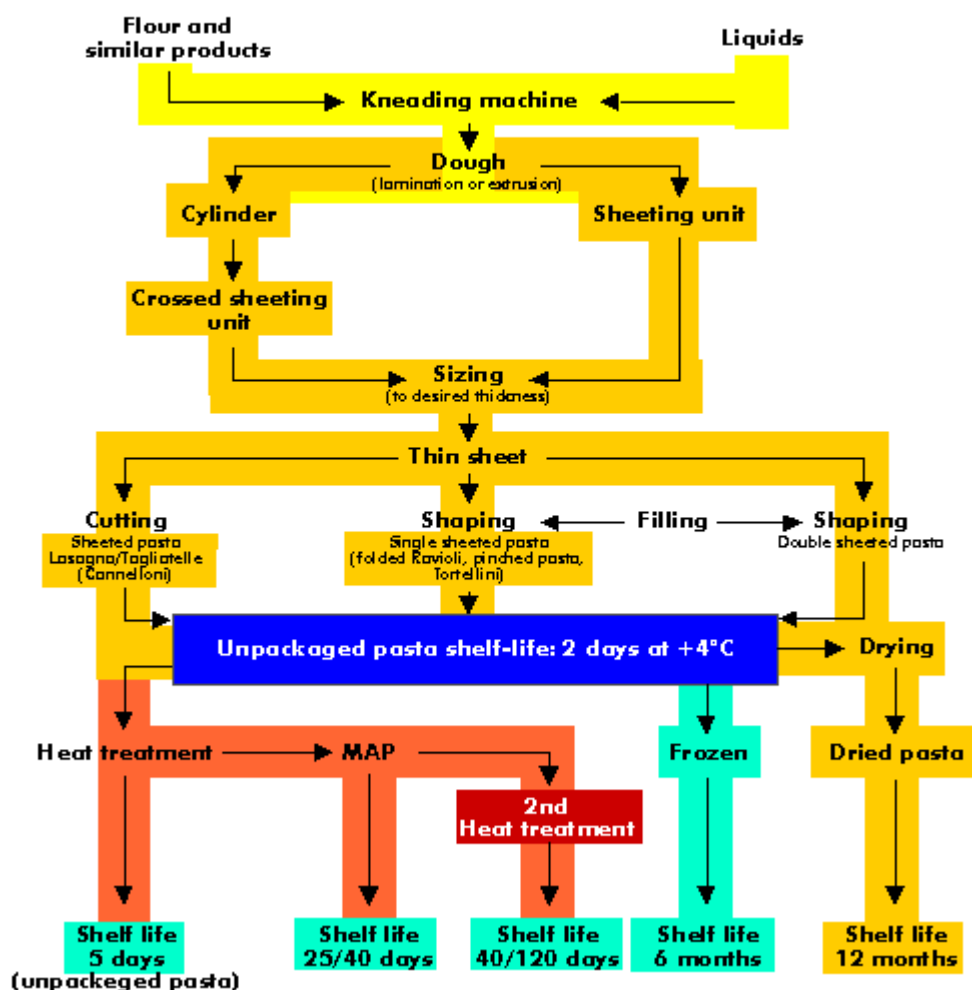 Flour and
similar products
Liquids
Kneading machine
Dough
(lamination or extrusion)
Cylinder
Sheeting unit
Crossed sheeting
unit
Sizing
(to desired thickness)
Thin sheet
Cutting
Sheeted pasta
Lasagna/Tagliatelle
(Cannelloni)
Shaping
Single sheeted pasta
(folded Ravioli, pinched pasta,
Tortellini)
Filling
Shaping
Double sheeted pasta
Unpackaged pasta shelf-life: 2 days at +4°C
Drying
Heat treatment
MAP
Frozen
Dried pasta
2nd
Heat treatment
Shelf life
5 days
(unpackeged pasta)
Shelf life
25/40 days
Shelf life
40/120 days
Shelf life
6 months
Shelf life
12 months